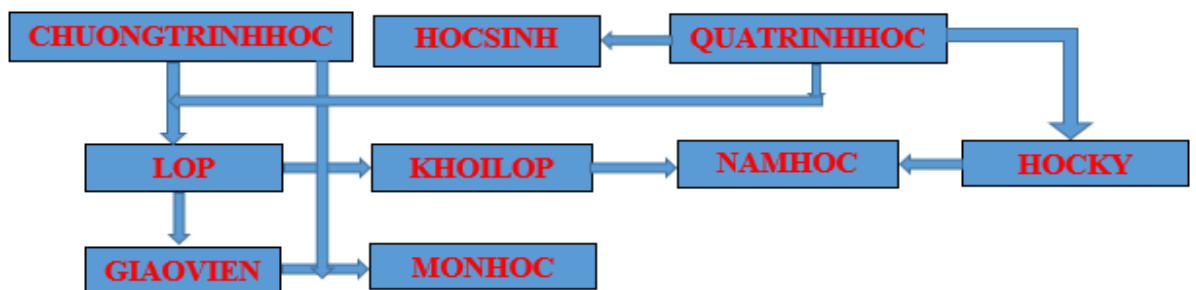 CHUONGTRINHHOC
HOCSINH
QUATRINHHOC
LOP
KHOILOP
NAMHOC
HOCKY
GIAOVIEN
MONHOC